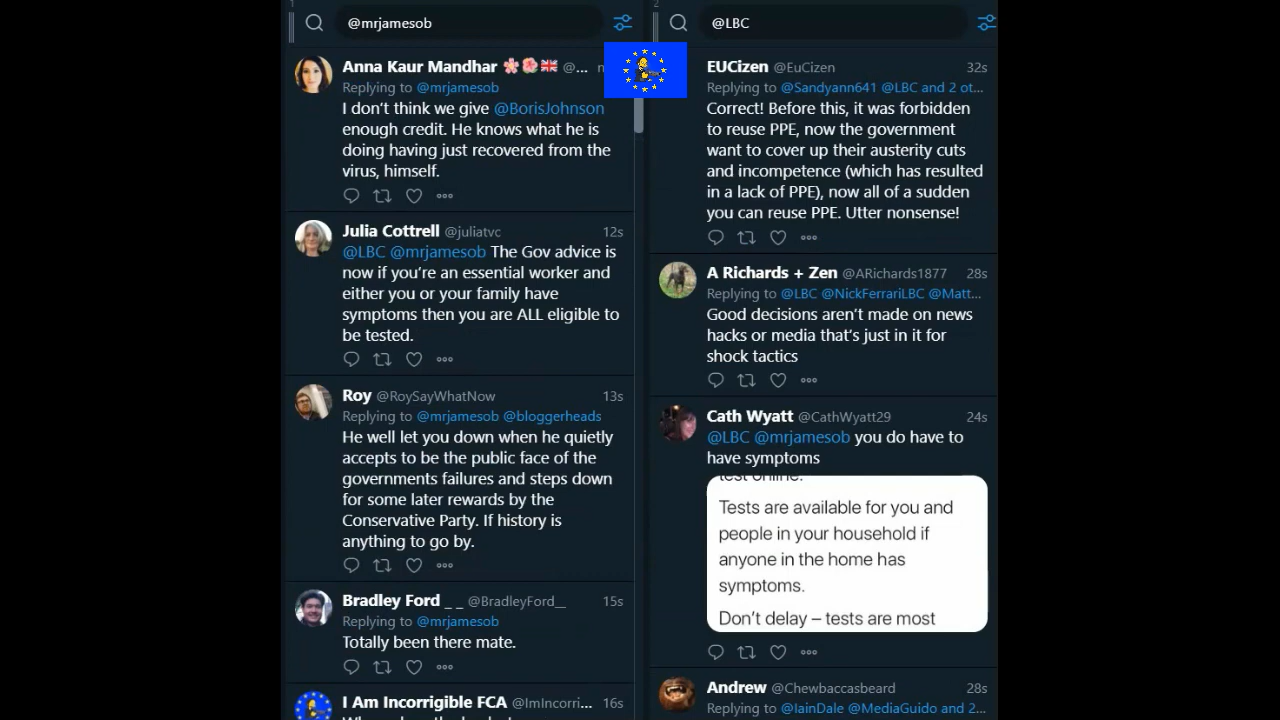 1
@mrjamesob
Anna Kaur Mandhar 🌸🌺🇬🇧 @...
Replying to @mrjamesob
I don't think we give @BorisJohnson
enough credit. He knows what he is
doing having just recovered from the
virus, himself.
Julia Cottrell @juliatvc 12s
@LBC @mrjamesob The Gov advice is
now if you're an essential worker and
either you or your family have
symptoms then you are ALL eligible to
be tested.
Roy @RoySayWhatNow 13s
Replying to @mrjamesob @bloggerheads
He well let you down when he quietly
accepts to be the public face of the
governments failures and steps down
for some later rewards by the
Conservative Party. If history is
anything to go by.
Bradley Ford _ _ @BradleyFord__ 15s
Replying to @mrjamesob
Totally been there mate.
I Am Incorrigible FCA @ImIncorri... 16s
2
@LBC
EUCizen @EuCizen 32s
Replying to @Sandyann641 @LBC and 2 ot...
Correct! Before this, it was forbidden
to reuse PPE, now the government
want to cover up their austerity cuts
and incompetence (which has resulted
in a lack of PPE), now all of a sudden
you can reuse PPE. Utter nonsense!
A Richards + Zen @ARichards1877 28s
Replying to @LBC @NickFerrariLBC @Matt...
Good decisions aren't made on news
hacks or media that's just in it for
shock tactics
Cath Wyatt @CathWyatt29 24s
@LBC @mrjamesob you do have to
have symptoms
test online.
Tests are available for you and
people in your household if
anyone in the home has
symptoms.
Don't delay – tests are most
Andrew @Chewbaccasbeard 28s
Replying to @IainDale @MediaGuido and 2...